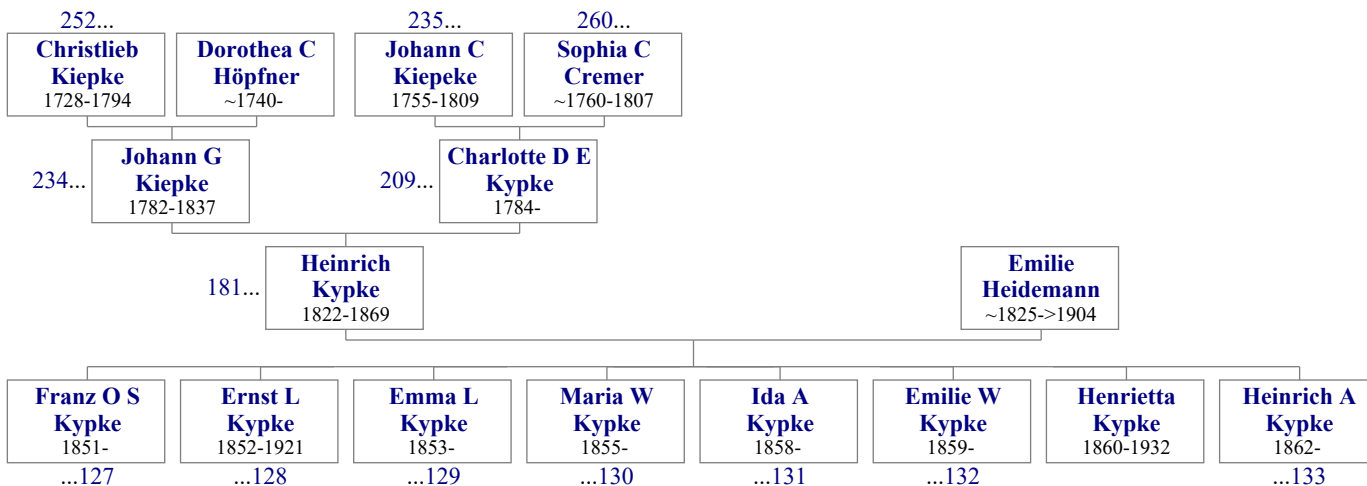 252...
235...
260...
Christlieb
Kiepke
1728-1794
Dorothea C
Höpfner
~1740-
Johann C
Kiepeke
1755-1809
Sophia C
Cremer
~1760-1807
234...
Johann G
Kiepke
1782-1837
209...
Charlotte D E
Kypke
1784-
181...
Heinrich
Kypke
1822-1869
Emilie
Heidemann
~1825->1904
Franz O S
Kypke
1851-
Ernst L
Kypke
1852-1921
Emma L
Kypke
1853-
Maria W
Kypke
1855-
Ida A
Kypke
1858-
Emilie W
Kypke
1859-
Henrietta
Kypke
1860-1932
Heinrich A
Kypke
1862-
...127
...128
...129
...130
...131
...132
...133